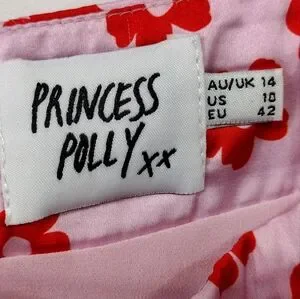 PRINCESS
POLLY xx
AU/UK 14
US 10
EU 42